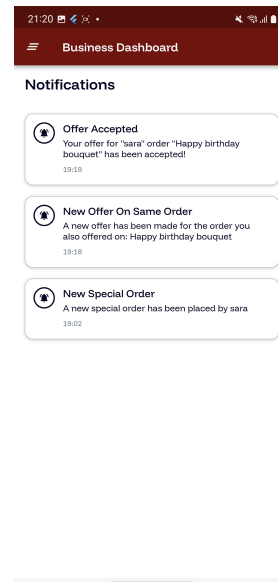 21:20
Business Dashboard
Notifications
Offer Accepted
Your offer for "sara" order "Happy birthday
bouquet" has been accepted!
19:19
New Offer On Same Order
A new offer has been made for the order you
also offered on: Happy birthday bouquet
19:18
New Special Order
A new special order has been placed by sara
19:02